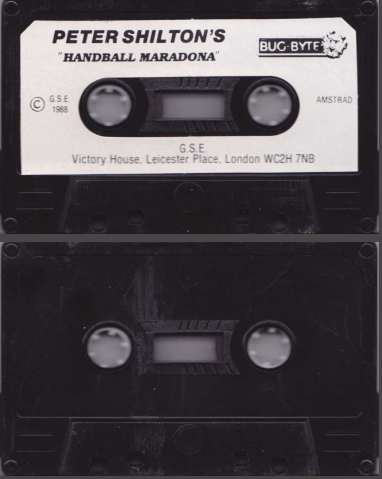 PETER SHILTON'S
"HANDBALL MARADONA"
BUG-BYTE
© G.S.E.
1988
AMSTRAD
G.S.E.
Victory House, Leicester Place, London WC2H 7NB